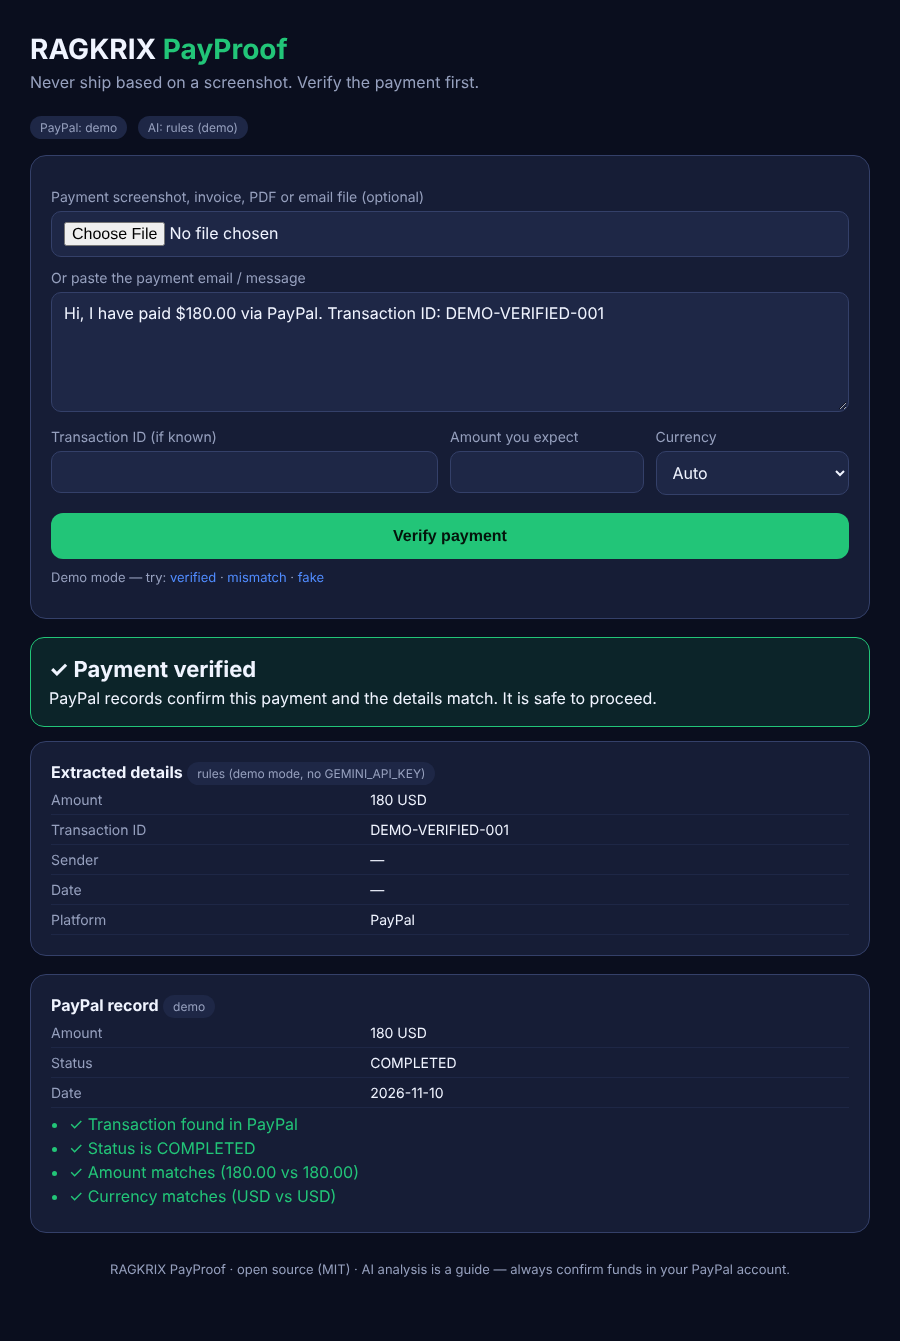 RAGKRIX PayProof
Never ship based on a screenshot. Verify the payment first.
PayPal: demo AI: rules (demo)
Payment screenshot, invoice, PDF or email file (optional)
Choose File No file chosen
Or paste the payment email / message
Hi, I have paid $180.00 via PayPal. Transaction ID: DEMO-VERIFIED-001
Transaction ID (if known) Amount you expect Currency
Auto
Verify payment
Demo mode — try: verified · mismatch · fake
✓ Payment verified
PayPal records confirm this payment and the details match. It is safe to proceed.
Extracted details rules (demo mode, no GEMINI_API_KEY)
Amount 180 USD
Transaction ID DEMO-VERIFIED-001
Sender —
Date —
Platform PayPal
PayPal record demo
Amount 180 USD
Status COMPLETED
Date 2026-11-10
• ✓ Transaction found in PayPal
• ✓ Status is COMPLETED
• ✓ Amount matches (180.00 vs 180.00)
• ✓ Currency matches (USD vs USD)
RAGKRIX PayProof · open source (MIT) · AI analysis is a guide — always confirm funds in your PayPal account.